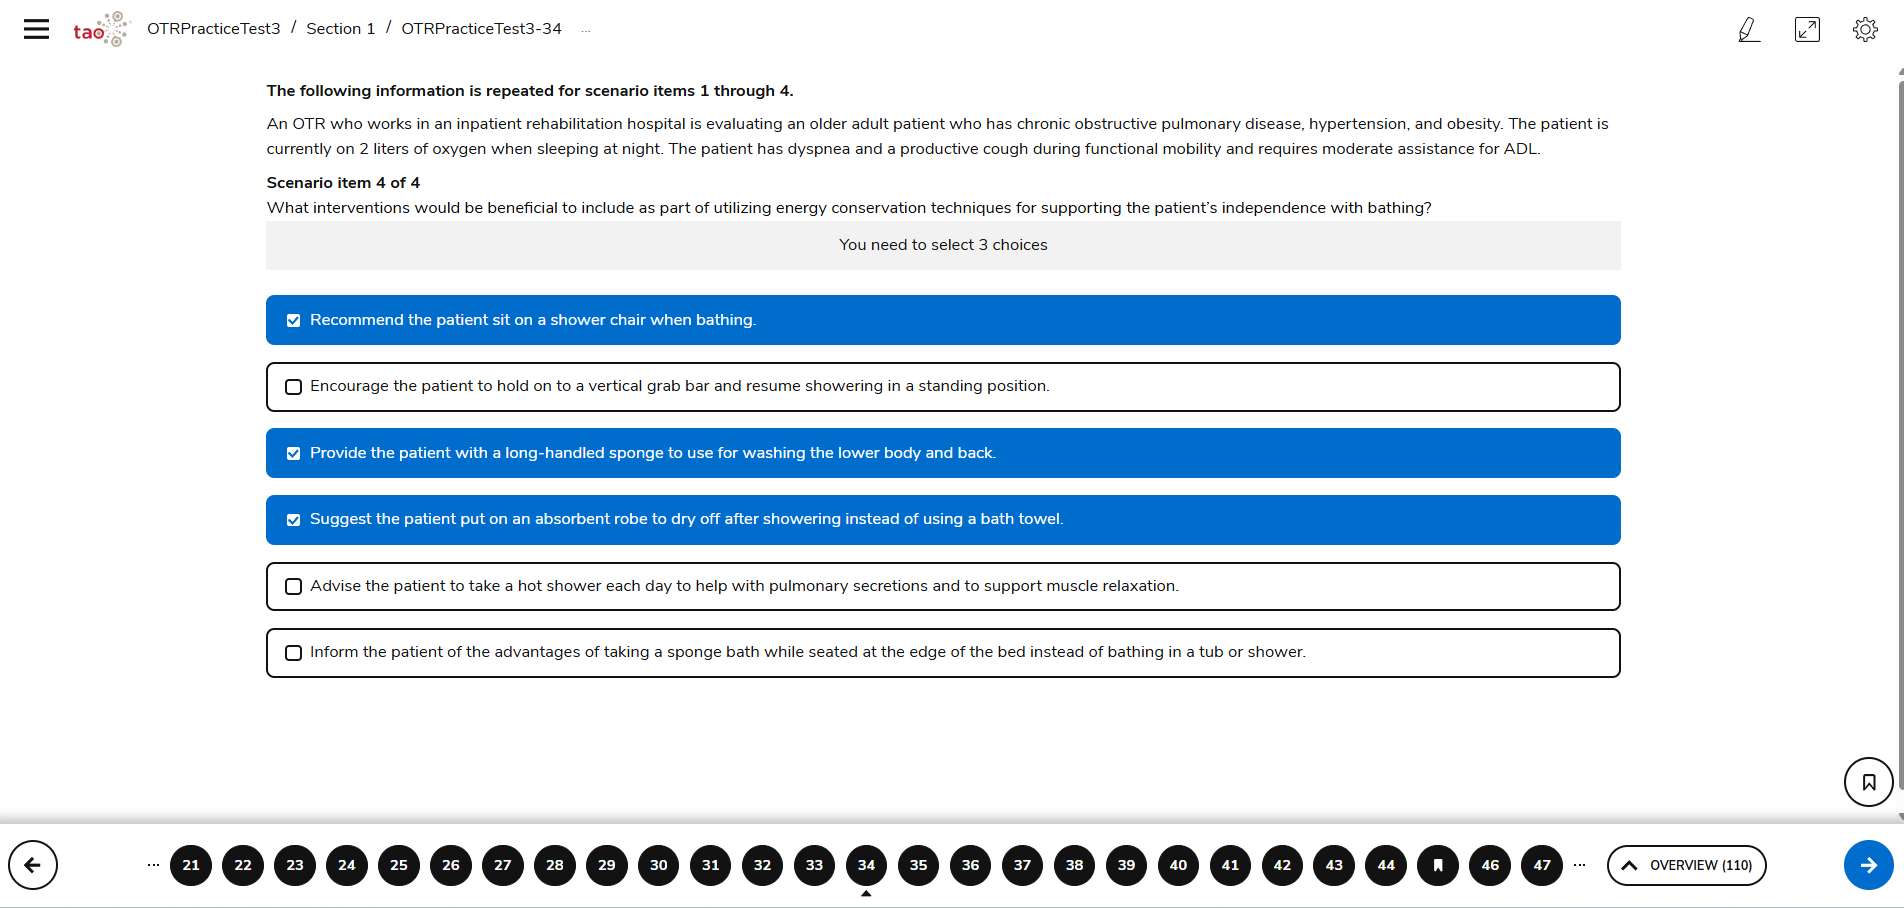 tao
OTRPracticeTest3 / Section 1 / OTRPracticeTest3-34 ...
The following information is repeated for scenario items 1 through 4.
An OTR who works in an inpatient rehabilitation hospital is evaluating an older adult patient who has chronic obstructive pulmonary disease, hypertension, and obesity. The patient is
currently on 2 liters of oxygen when sleeping at night. The patient has dyspnea and a productive cough during functional mobility and requires moderate assistance for ADL.
Scenario item 4 of 4
What interventions would be beneficial to include as part of utilizing energy conservation techniques for supporting the patient’s independence with bathing?
You need to select 3 choices
Recommend the patient sit on a shower chair when bathing.
Encourage the patient to hold on to a vertical grab bar and resume showering in a standing position.
Provide the patient with a long-handled sponge to use for washing the lower body and back.
Suggest the patient put on an absorbent robe to dry off after showering instead of using a bath towel.
Advise the patient to take a hot shower each day to help with pulmonary secretions and to support muscle relaxation.
Inform the patient of the advantages of taking a sponge bath while seated at the edge of the bed instead of bathing in a tub or shower.
... 21 22 23 24 25 26 27 28 29 30 31 32 33 34 35 36 37 38 39 40 41 42 43 44 46 47 ... OVERVIEW (110)